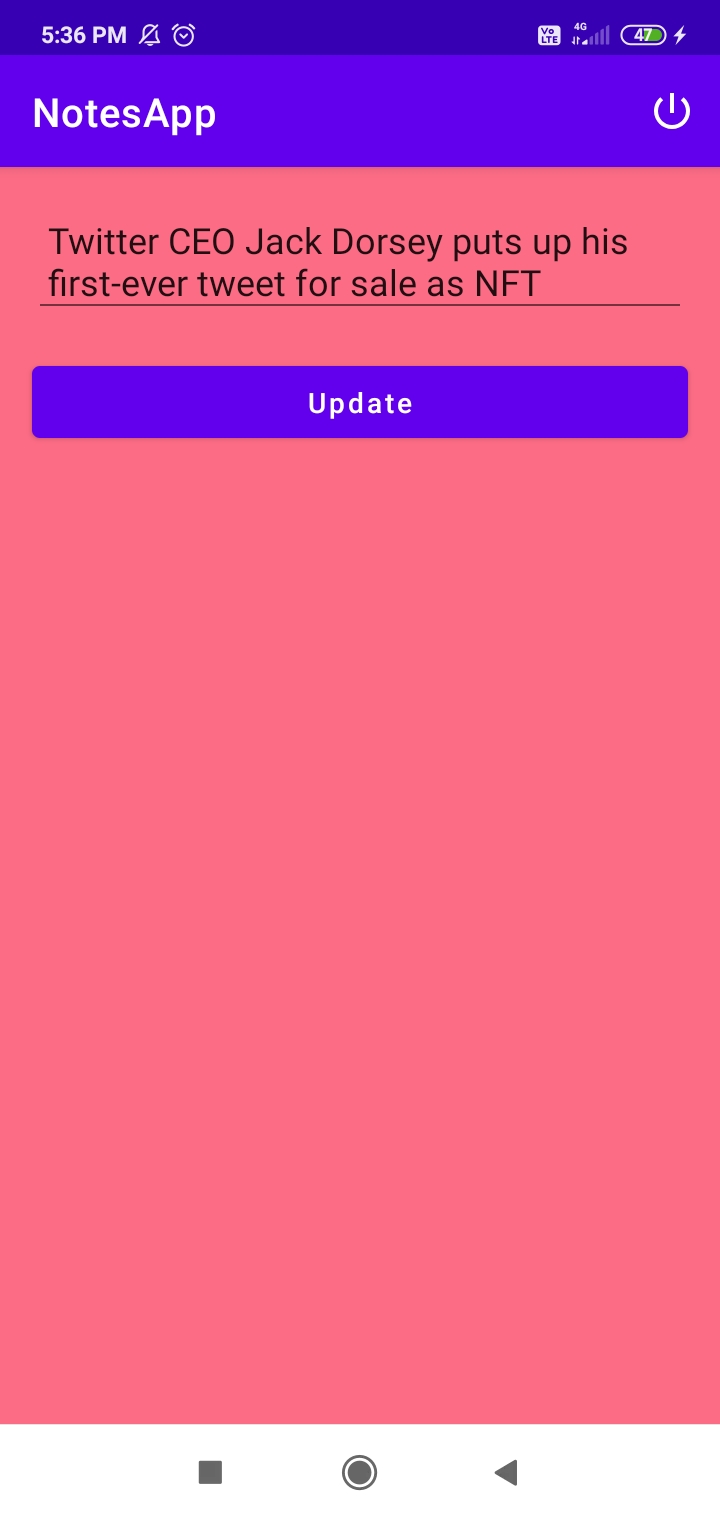 5:36 PM
Vo LTE
4G
47
NotesApp
Twitter CEO Jack Dorsey puts up his
first-ever tweet for sale as NFT
Update